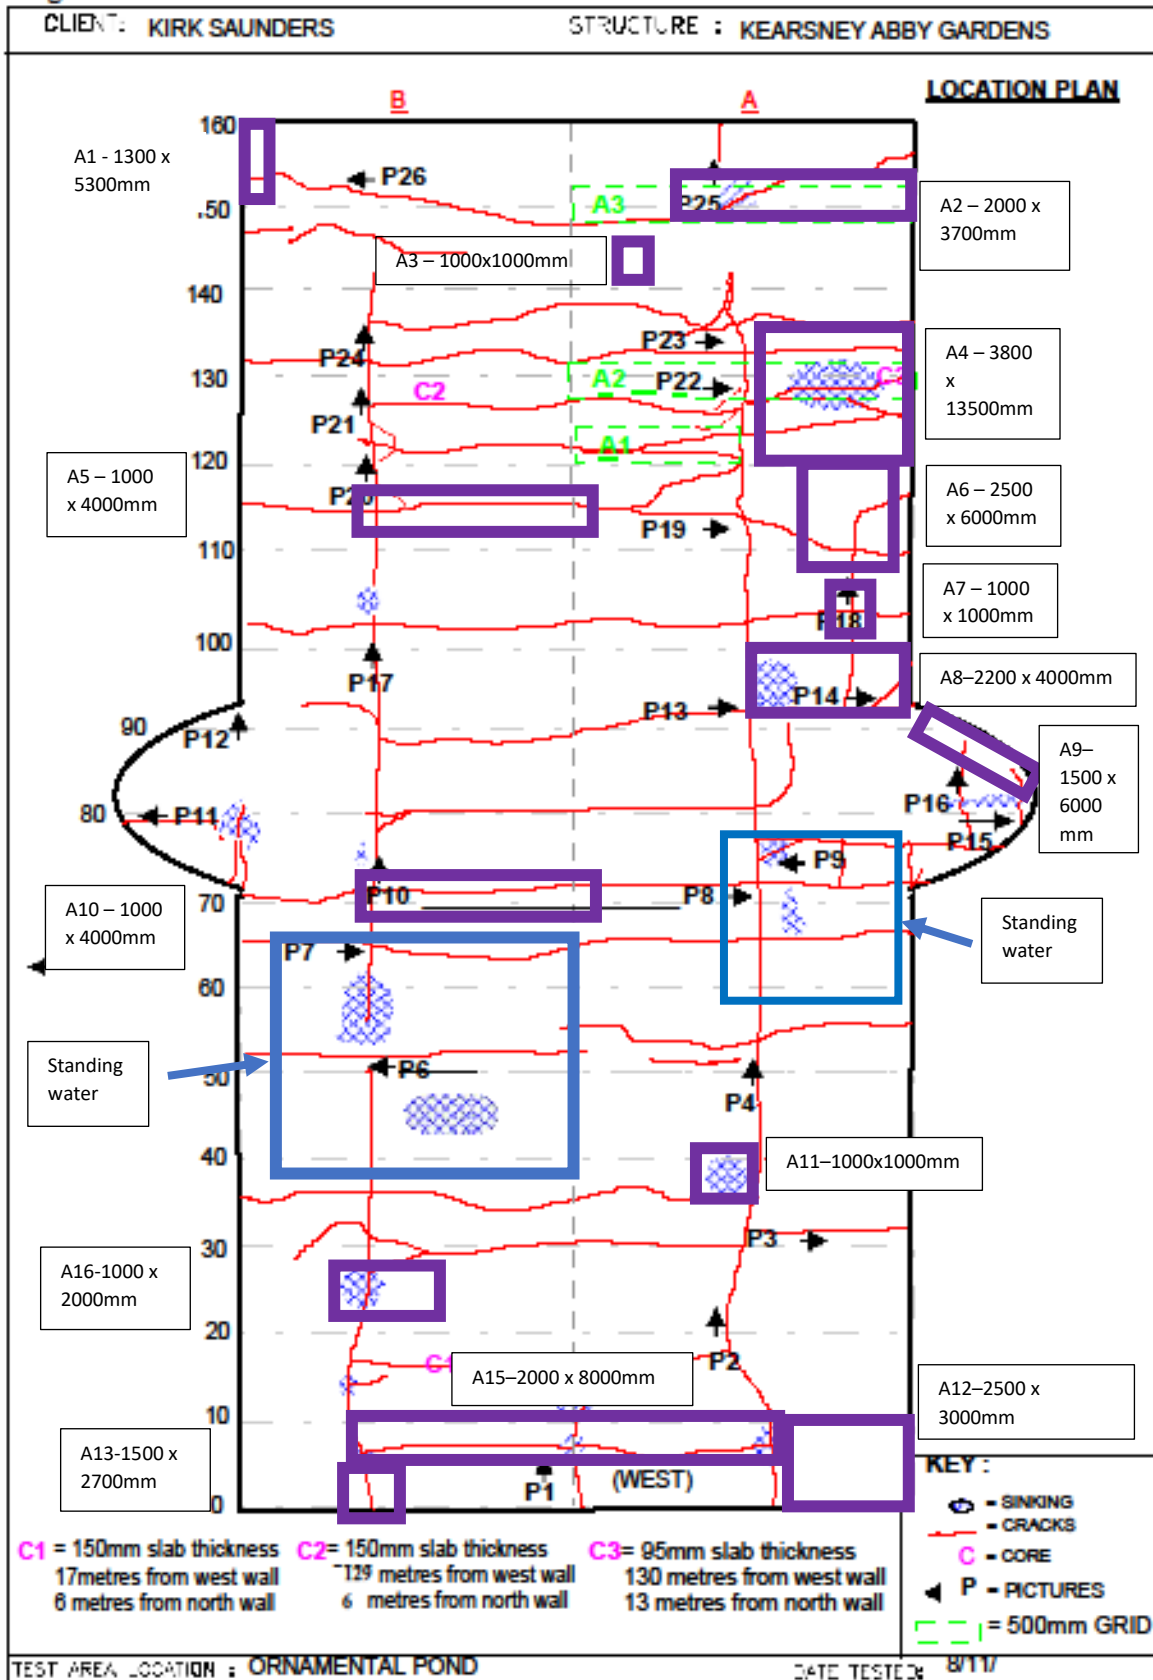 CLIENT: KIRK SAUNDERS STRUCTURE : KEARSNEY ABBY GARDENS
LOCATION PLAN
B A
160
A1 - 1300 x
5300mm
P26
P25
.50
A3
A2 – 2000 x
3700mm
A3 – 1000x1000mm
140
P23
P24
A4 – 3800
x
13500mm
130
A2
P22
C3
C2
P21
A1
120
A5 – 1000
x 4000mm
P20
A6 – 2500
x 6000mm
P19
110
A7 – 1000
x 1000mm
P18
100
A8–2200 x 4000mm
P17
P14
P13
90
P12
A9–
1500 x
6000
mm
P16
80
P11
P15
P9
P10
P8
70
A10 – 1000
x 4000mm
Standing
water
P7
60
Standing
water
P6
50
P4
40
A11–1000x1000mm
P3
30
A16-1000 x
2000mm
20
P2
C1
A15–2000 x 8000mm
A12–2500 x
3000mm
10
A13-1500 x
2700mm
P1
(WEST)
0
KEY :
= SINKING
= CRACKS
C = CORE
P = PICTURES
= 500mm GRID
C1 = 150mm slab thickness
17metres from west wall
6 metres from north wall
C2 = 150mm slab thickness
129 metres from west wall
6 metres from north wall
C3= 95mm slab thickness
130 metres from west wall
13 metres from north wall
TEST AREA LOCATION : ORNAMENTAL POND DATE TESTED: 8/11/